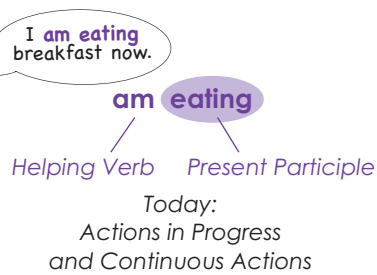 I am eating
breakfast now.
am eating
Helping Verb Present Participle
Today:
Actions in Progress
and Continuous Actions